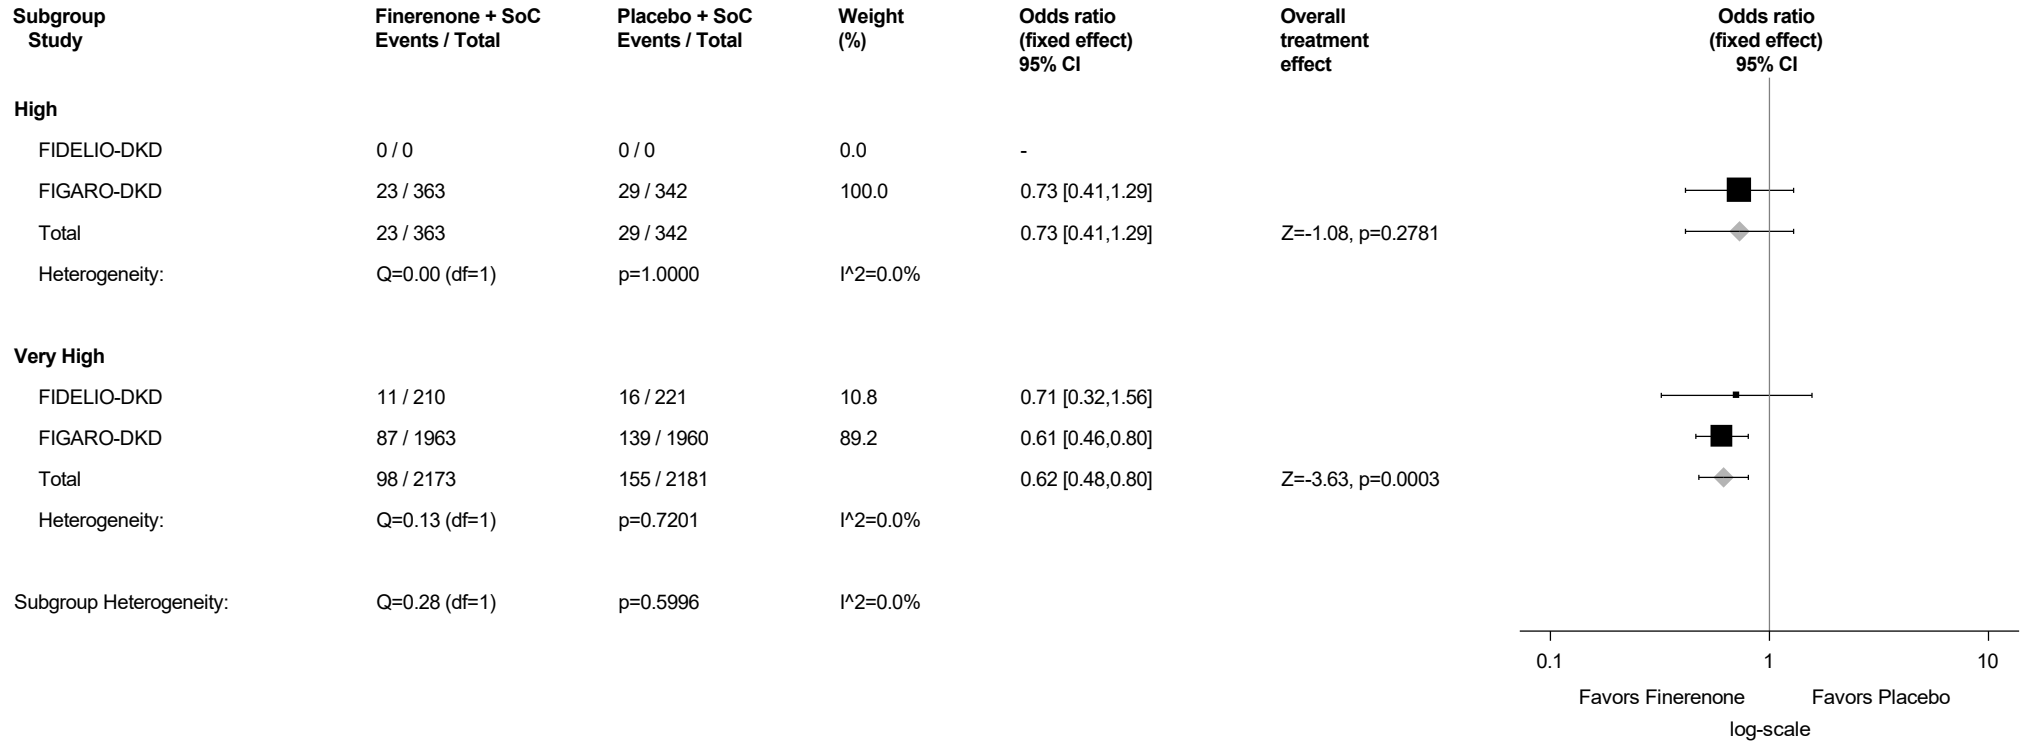 Subgroup Finerenone + SoC Placebo + SoC Weight Odds ratio Overall Odds ratio
Study Events / Total Events / Total (%) (fixed effect) treatment (fixed effect)
95% CI effect 95% CI
High
FIDELIO-DKD 0 / 0 0 / 0 0.0 -
FIGARO-DKD 23 / 363 29 / 342 100.0 0.73 [0.41,1.29]
Total 23 / 363 29 / 342 0.73 [0.41,1.29] Z=-1.08, p=0.2781
Heterogeneity: Q=0.00 (df=1) p=1.0000 I^2=0.0%
Very High
FIDELIO-DKD 11 / 210 16 / 221 10.8 0.71 [0.32,1.56]
FIGARO-DKD 87 / 1963 139 / 1960 89.2 0.61 [0.46,0.80]
Total 98 / 2173 155 / 2181 0.62 [0.48,0.80] Z=-3.63, p=0.0003
Heterogeneity: Q=0.13 (df=1) p=0.7201 I^2=0.0%
Subgroup Heterogeneity: Q=0.28 (df=1) p=0.5996 I^2=0.0%
0.1 1 10
Favors Finerenone Favors Placebo
log-scale